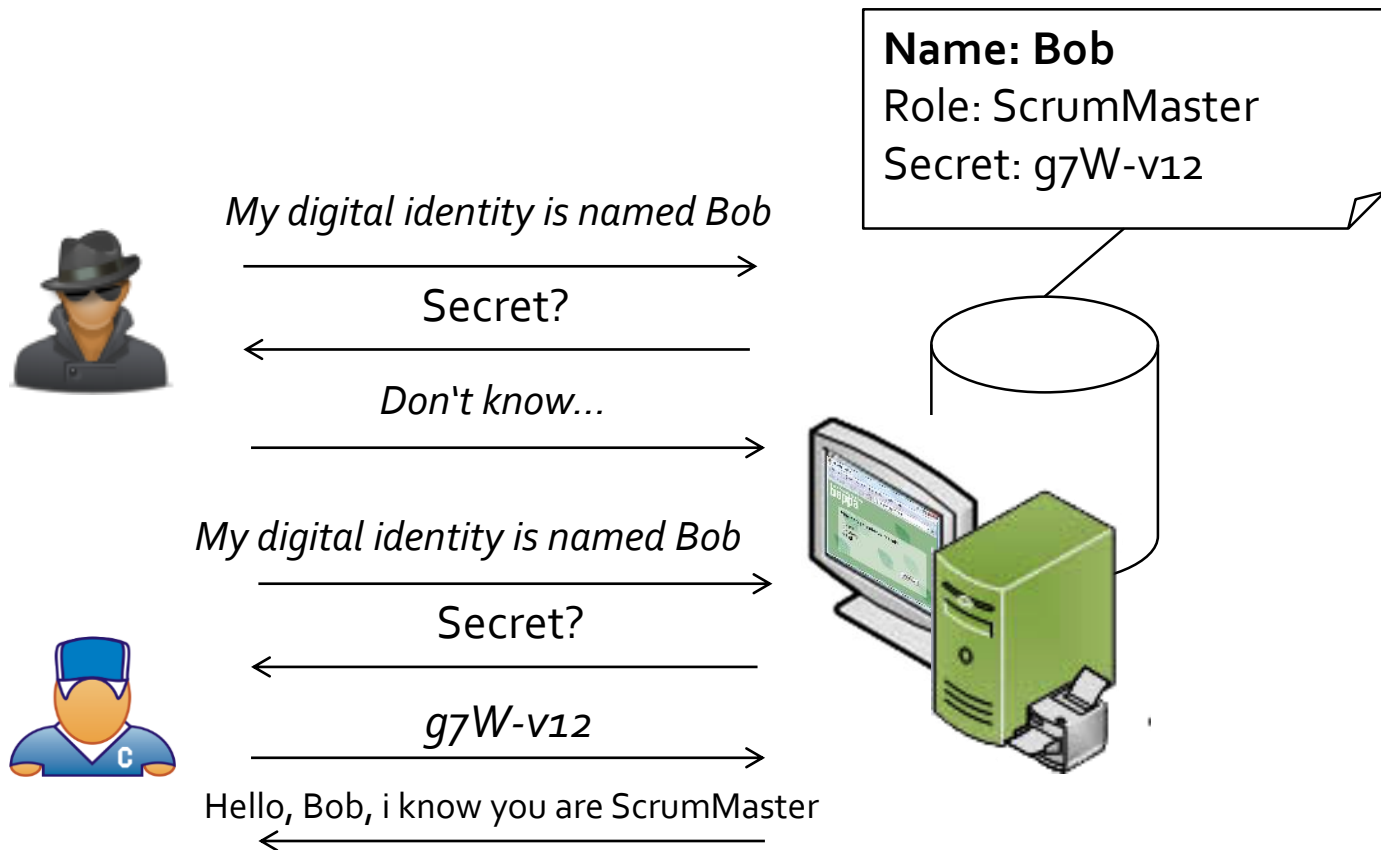 Name: Bob
Role: ScrumMaster
Secret: g7W-v12
My digital identity is named Bob
Secret?
Don't know...
My digital identity is named Bob
Secret?
g7W-v12
C
Hello, Bob, i know you are ScrumMaster